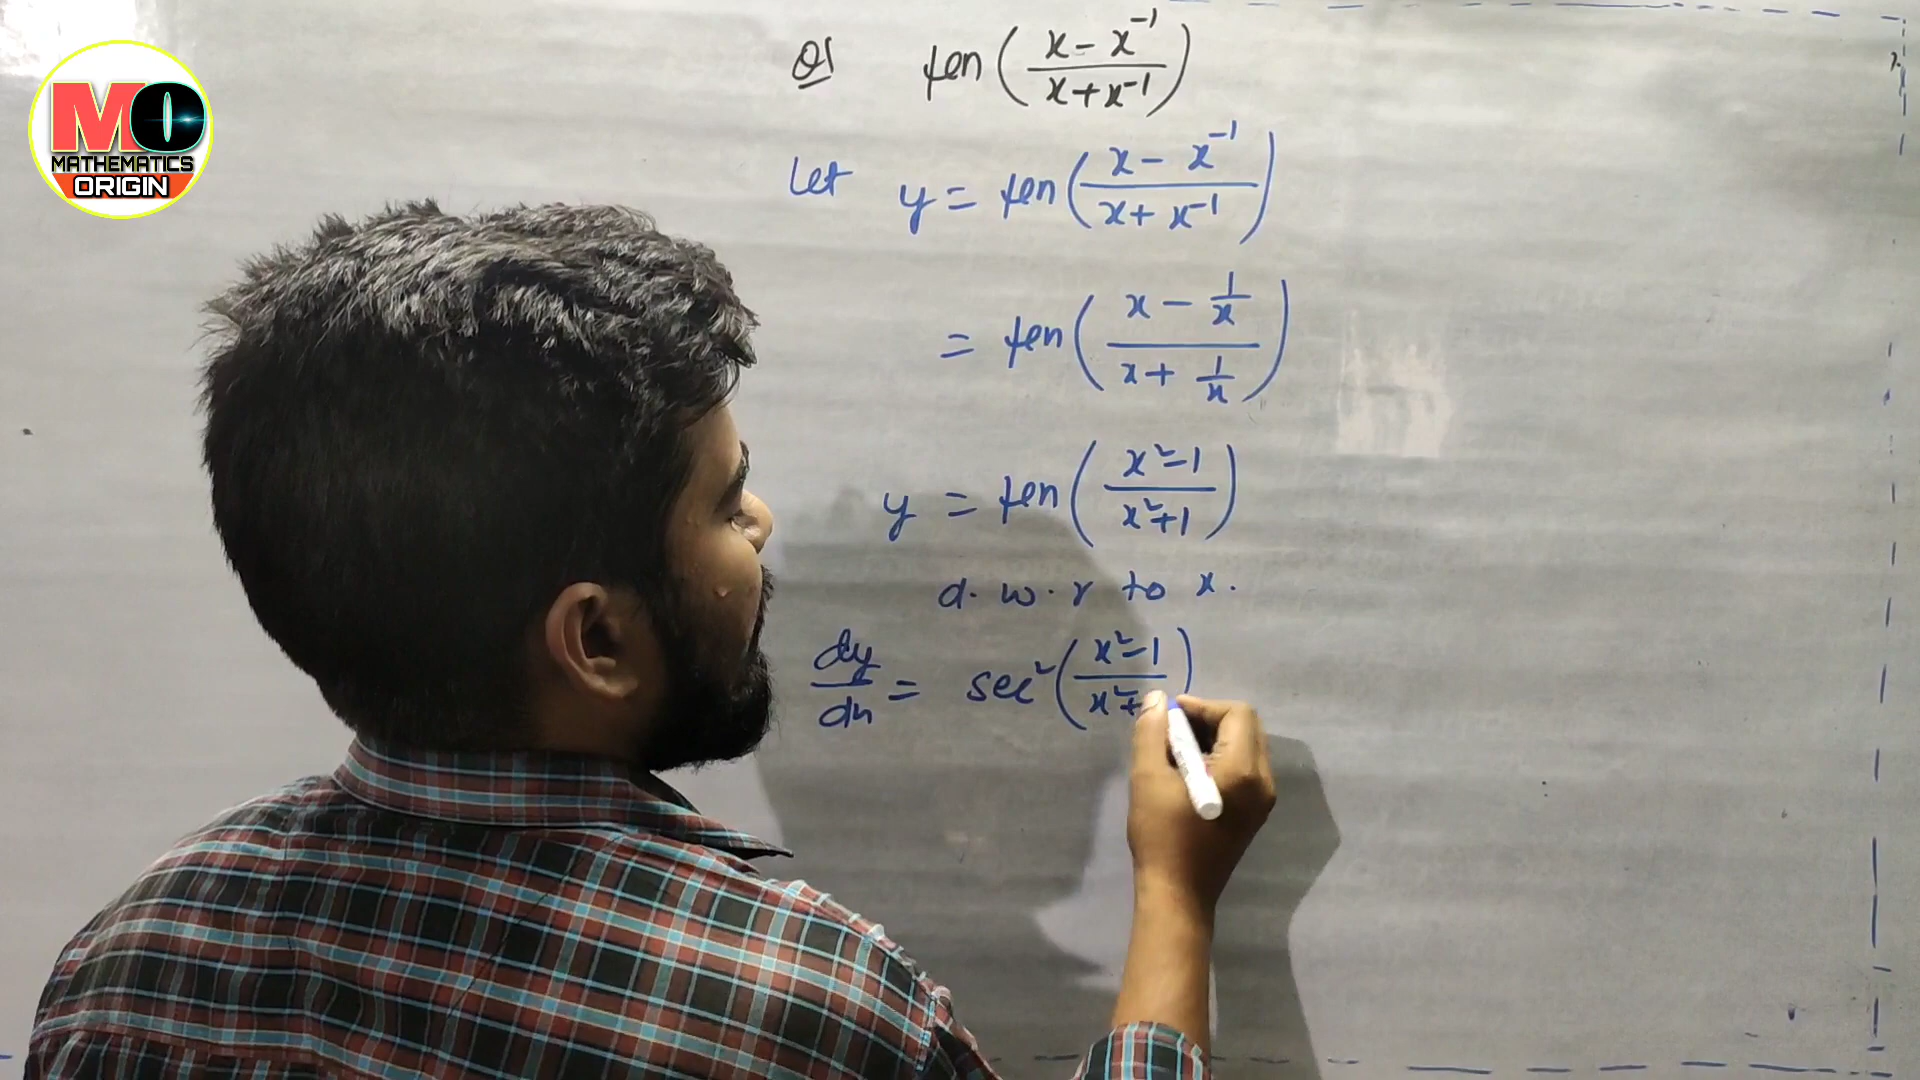 MO
MATHEMATICS
ORIGIN
Q1 tan(x - x⁻¹ / x + x⁻¹)
Let y = tan(x - x⁻¹ / x + x⁻¹)
= tan(x - 1/x / x + 1/x)
y = tan(x² - 1 / x² + 1)
d. w. r to x.
dy/dx = sec²(x² - 1 / x² +